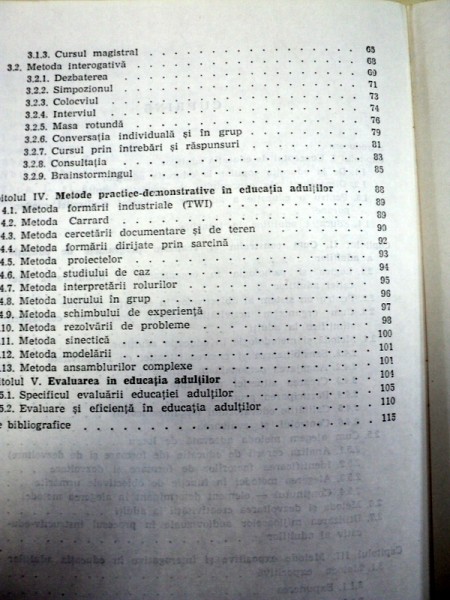 3.1.3. Cursul magistral . . . . . . . . . . 65
3.2. Metoda interogativă . . . . . . . . . . 68
3.2.1. Dezbaterea . . . . . . . . . . 69
3.2.2. Simpozionul . . . . . . . . . . 71
3.2.3. Colocviul . . . . . . . . . . 73
3.2.4. Interviul . . . . . . . . . . 74
3.2.5. Masa rotundă . . . . . . . . . . 76
3.2.6. Conversația individuală și în grup . . . . . . . . . . 79
3.2.7. Cursul prin întrebări și răspunsuri . . . . . . . . . . 81
3.2.8. Consultația . . . . . . . . . . 83
3.2.9. Brainstormingul . . . . . . . . . . 85
itolul IV. Metode practice-demonstrative în educația adulților . . . . 88
4.1. Metoda formării industriale (TWI) . . . . . . . . . . 89
4.2. Metoda Carrard . . . . . . . . . . 89
4.3. Metoda cercetării documentare și de teren . . . . . . . . . . 90
4.4. Metoda formării dirijate prin sarcină . . . . . . . . . . 92
4.5. Metoda proiectelor . . . . . . . . . . 93
4.6. Metoda studiului de caz . . . . . . . . . . 94
4.7. Metoda interpretării rolurilor . . . . . . . . . . 95
4.8. Metoda lucrului în grup . . . . . . . . . . 96
4.9. Metoda schimbului de experiență . . . . . . . . . . 97
.10. Metoda rezolvării de probleme . . . . . . . . . . 98
.11. Metoda sinectică . . . . . . . . . . 100
.12. Metoda modelării . . . . . . . . . . 101
.13. Metoda ansamblurilor complexe . . . . . . . . . . 101
itolul V. Evaluarea în educația adulților . . . . . . . . . . 104
5.1. Specificul evaluării educației adulților . . . . . . . . . . 105
5.2. Evaluare și eficiență în educația adulților . . . . . . . . . . 110
e bibliografice . . . . . . . . . . 115